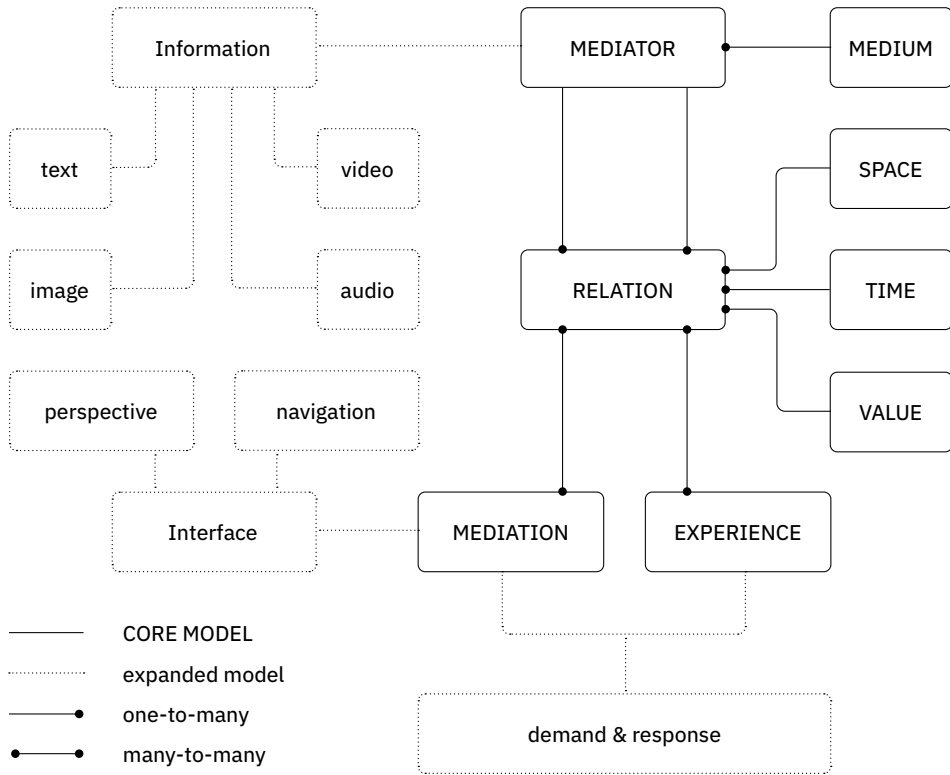 Information
MEDIATOR
MEDIUM
text
video
SPACE
image
audio
RELATION
TIME
perspective
navigation
VALUE
Interface
MEDIATION
EXPERIENCE
CORE MODEL
expanded model
one-to-many
many-to-many
demand & response